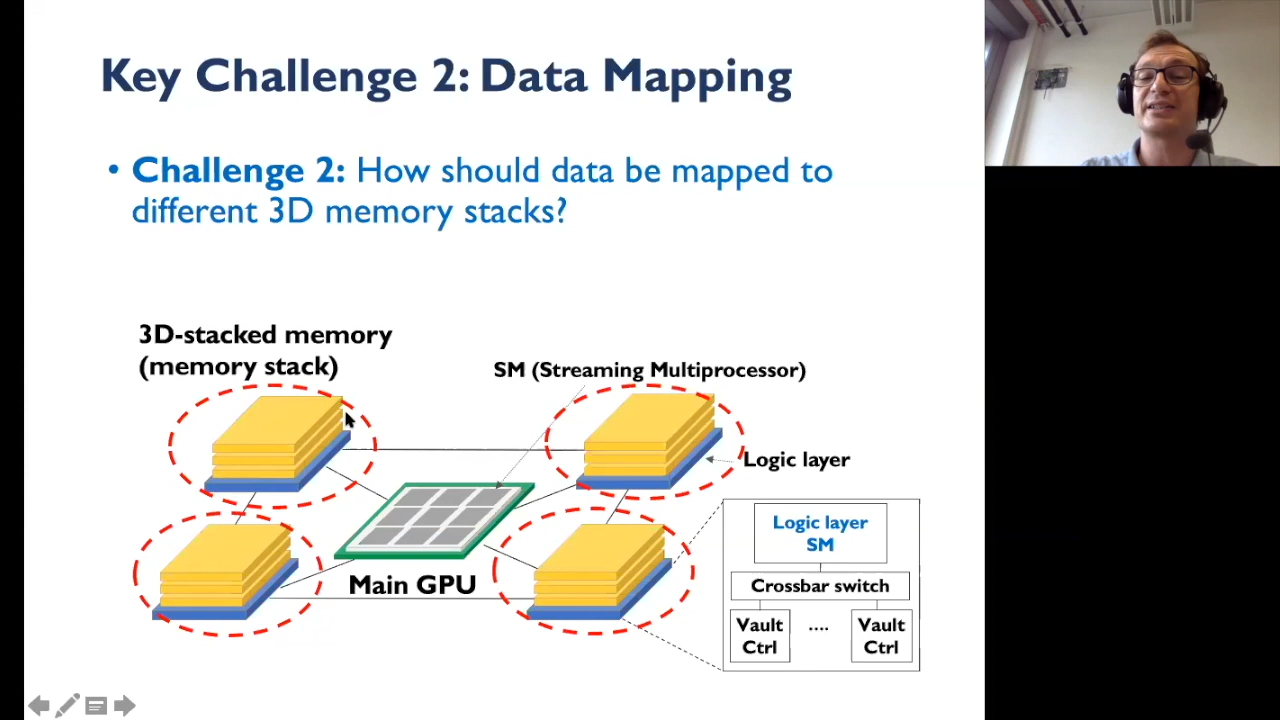 Key Challenge 2: Data Mapping
• Challenge 2: How should data be mapped to
different 3D memory stacks?
3D-stacked memory
(memory stack)
SM (Streaming Multiprocessor)
Logic layer
Main GPU
Logic layer
SM
Crossbar switch
Vault
Ctrl
....
Vault
Ctrl